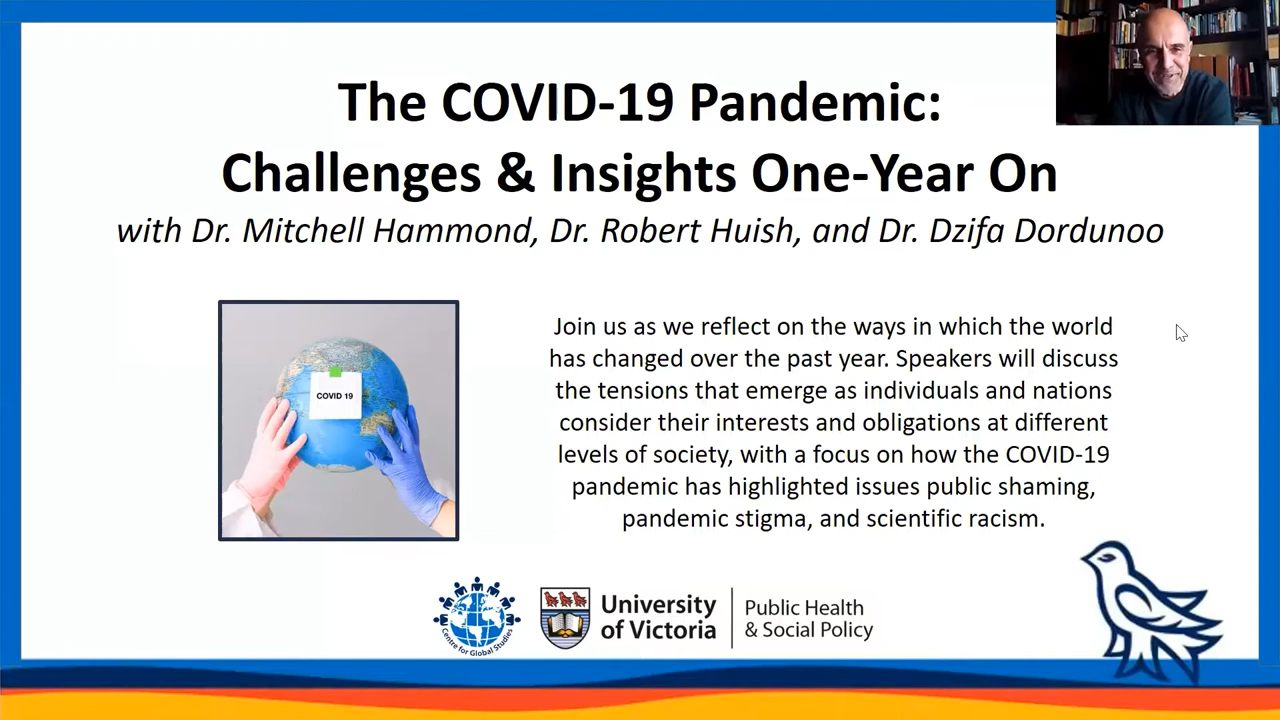 The COVID-19 Pandemic:
Challenges & Insights One-Year On
with Dr. Mitchell Hammond, Dr. Robert Huish, and Dr. Dzifa Dordunoo
Join us as we reflect on the ways in which the world
has changed over the past year. Speakers will discuss
the tensions that emerge as individuals and nations
consider their interests and obligations at different
levels of society, with a focus on how the COVID-19
pandemic has highlighted issues public shaming,
pandemic stigma, and scientific racism.
COVID 19
Centre for Global Studies
University
of Victoria
Public Health
& Social Policy